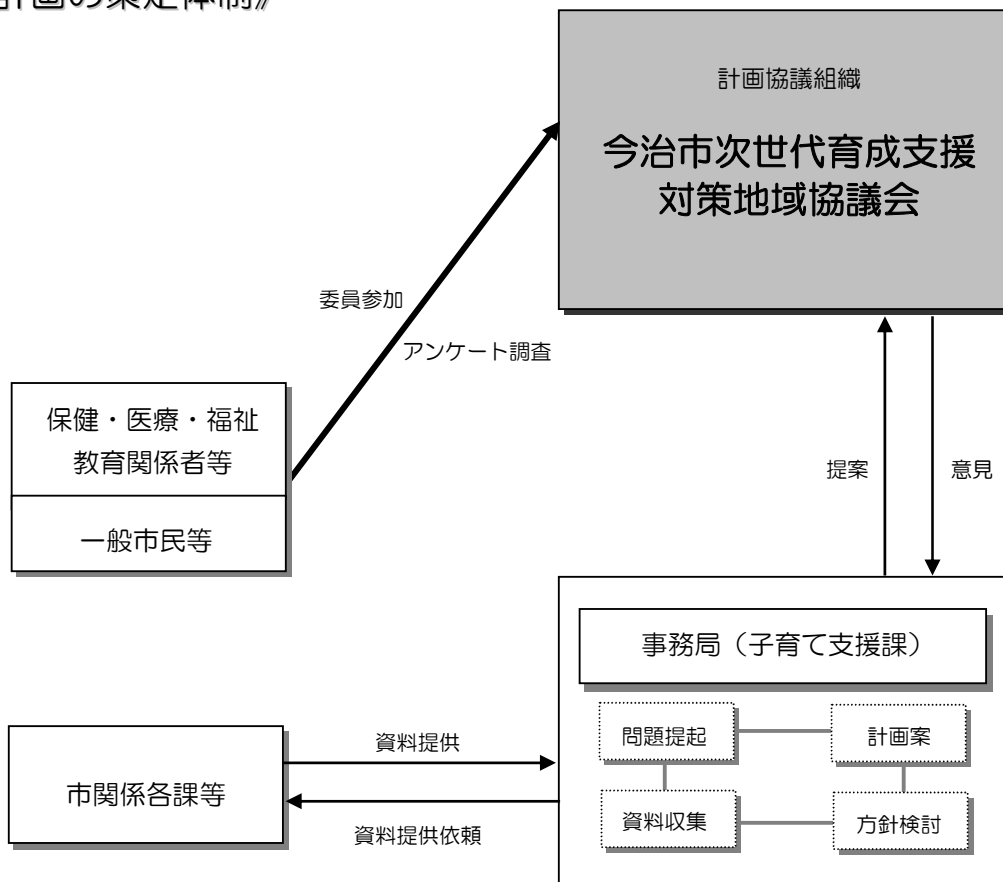 計画の策定体制》
計画協議組織
今治市次世代育成支援
対策地域協議会
委員参加
アンケート調査
保健・医療・福祉
教育関係者等
一般市民等
提案
意見
事務局（子育て支援課）
問題提起
計画案
資料収集
方針検討
資料提供
市関係各課等
資料提供依頼